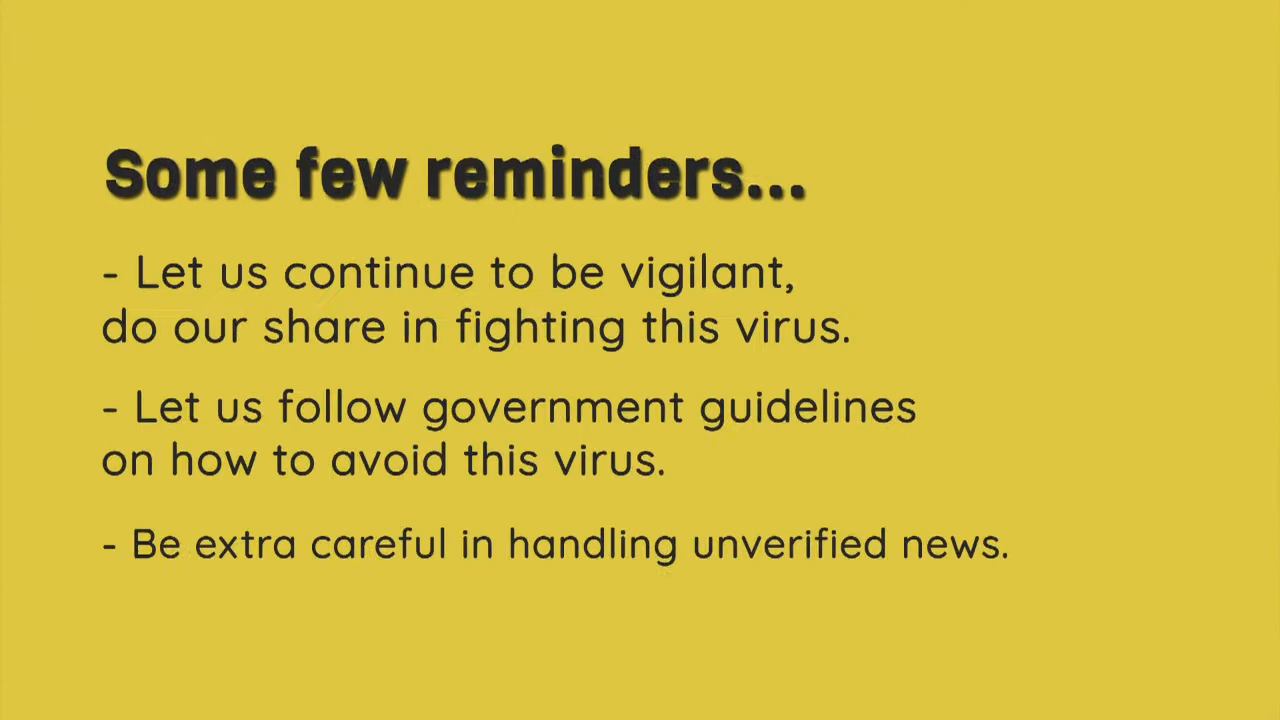 Some few reminders...
- Let us continue to be vigilant,
do our share in fighting this virus.
- Let us follow government guidelines
on how to avoid this virus.
- Be extra careful in handling unverified news.